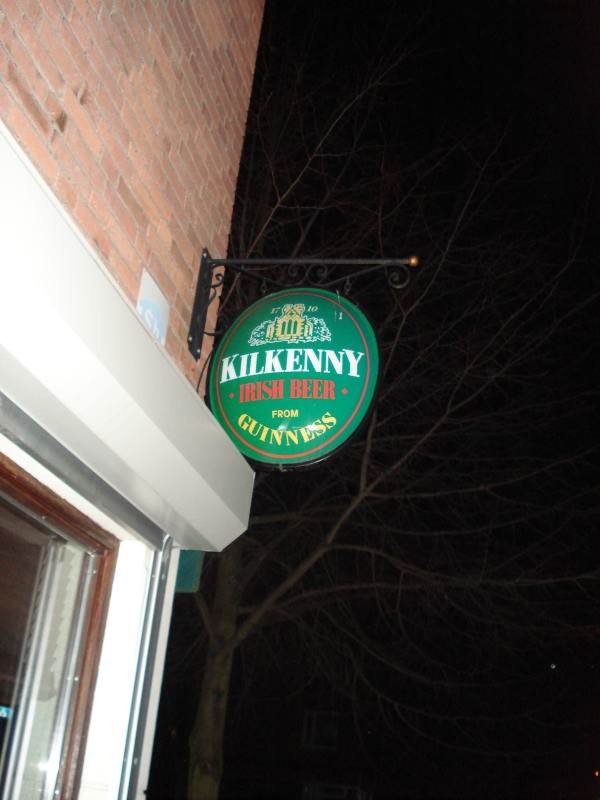 17 10
KILKENNY
IRISH BEER
FROM
GUINNESS